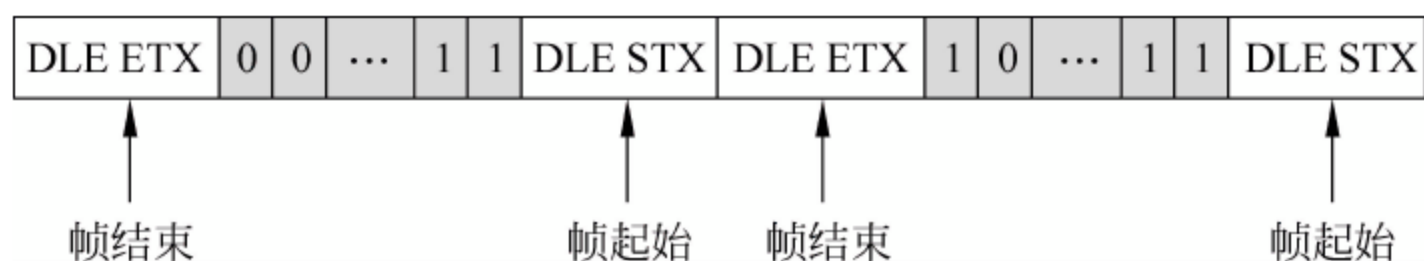 DLE ETX 0 0 … 1 1 DLE STX DLE ETX 1 0 … 1 1 DLE STX
帧结束 帧起始 帧结束 帧起始